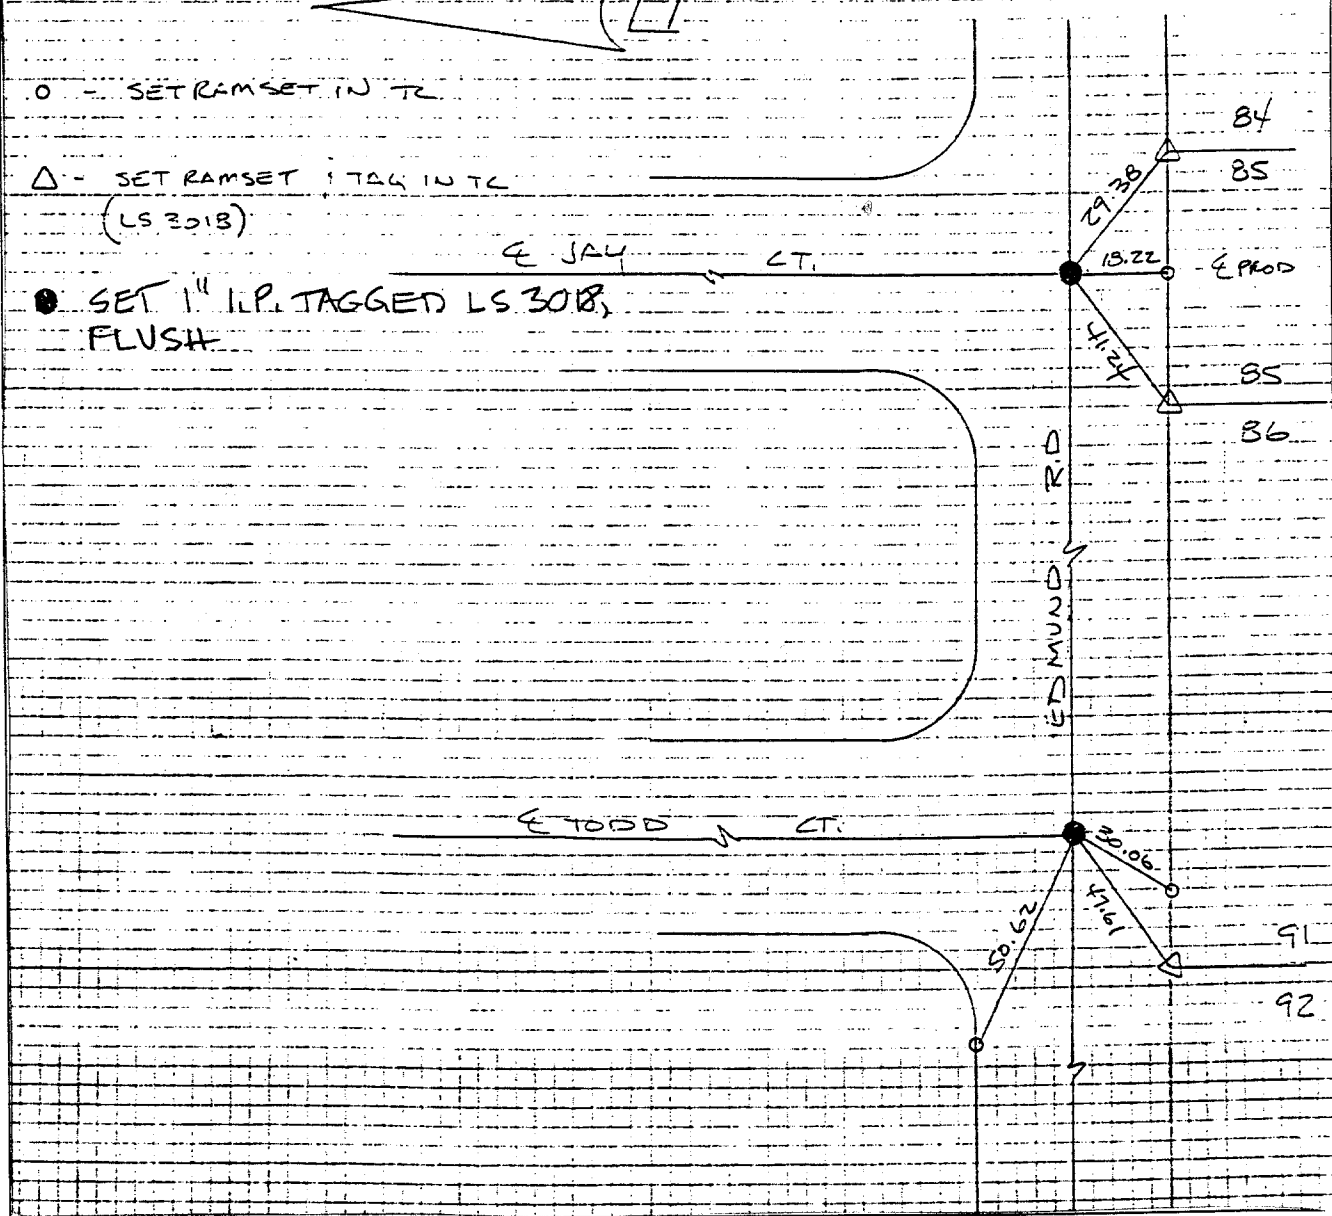 ○ - SET RAMSET IN TC
△ - SET RAMSET & TAG IN TC
(LS 3018)
● SET 1" I.P. TAGGED LS 3018,
FLUSH
84
85
29.38
℄ JAY CT.
18.22
℄ PROD
41.24
85
86
EDMUND RD
℄ TODD CT.
30.06
47.61
50.62
91
92